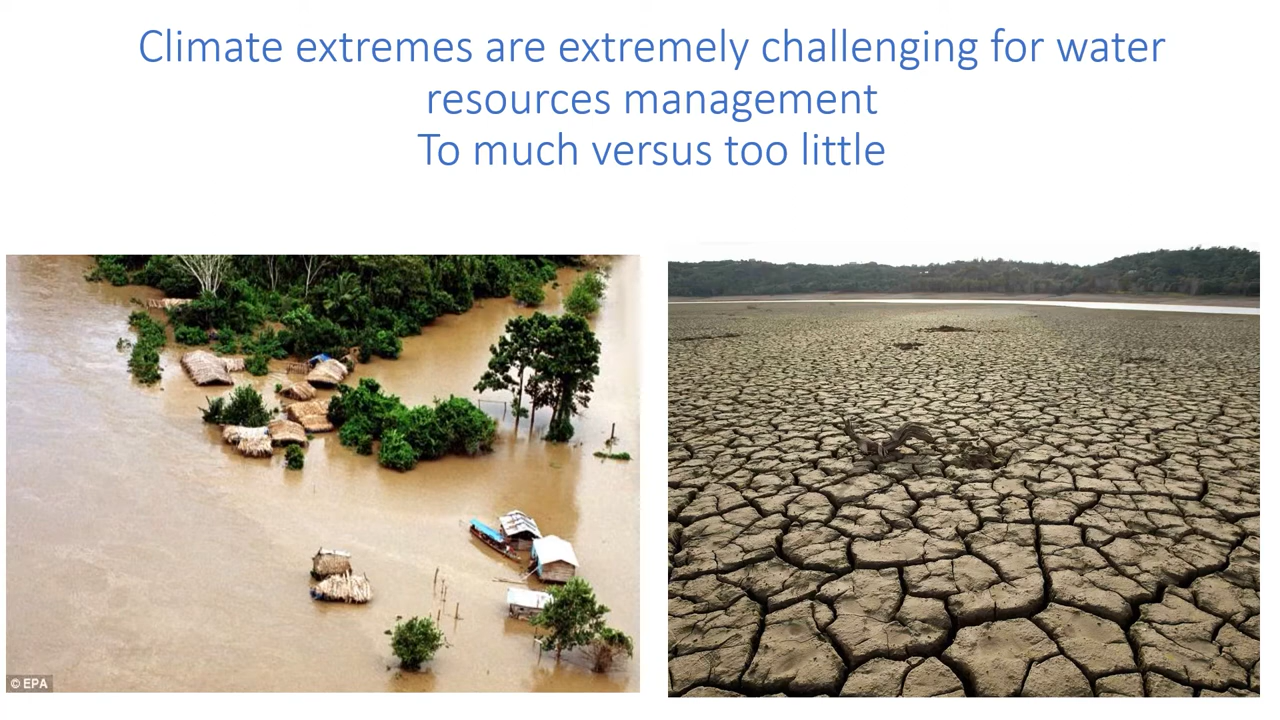 Climate extremes are extremely challenging for water
resources management
To much versus too little
© EPA